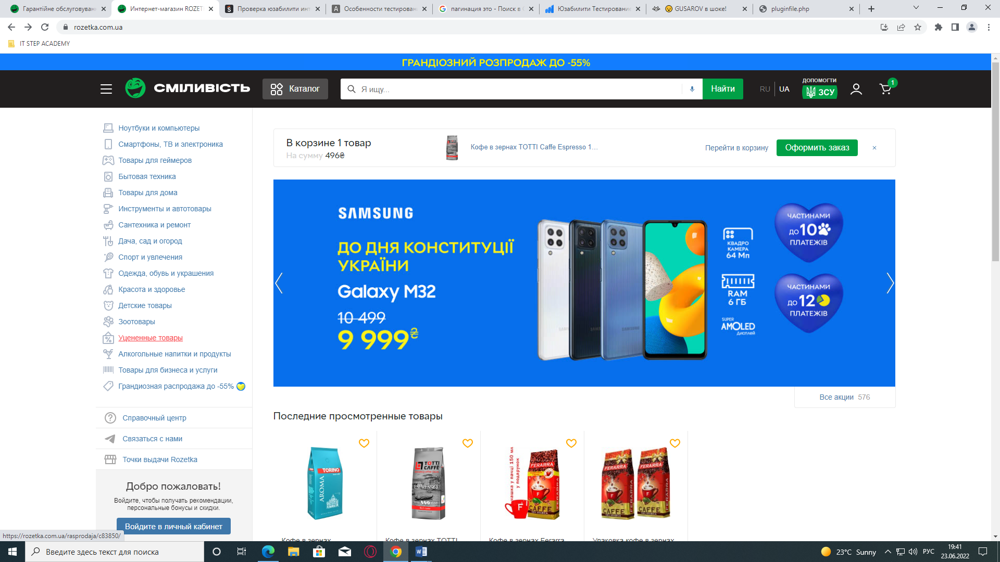 Гарантійне обслуговуван
Интернет-магазин ROZET
Проверка юзабилити инт
Особенности тестирован
пагинация это - Поиск в
Юзабилити Тестирование
GUSAROV в шоке!
pluginfile.php
rozetka.com.ua
IT STEP ACADEMY
ГРАНДІОЗНИЙ РОЗПРОДАЖ ДО -55%
СМІЛИВІСТЬ
Каталог
Я ищу...
Найти
RU
UA
ДОПОМОГТИ
ЗСУ
1
Ноутбуки и компьютеры
Смартфоны, ТВ и электроника
Товары для геймеров
Бытовая техника
Товары для дома
Инструменты и автотовары
Сантехника и ремонт
Дача, сад и огород
Спорт и увлечения
Одежда, обувь и украшения
Красота и здоровье
Детские товары
Зоотовары
Уцененные товары
Алкогольные напитки и продукты
Товары для бизнеса и услуги
Грандиозная распродажа до -55%
Справочный центр
Связаться с нами
Точки выдачи Rozetka
Добро пожаловать!
Войдите, чтобы получать рекомендации,
персональные бонусы и скидки.
Войдите в личный кабинет
В корзине 1 товар
На сумму 496₴
Кофе в зернах TOTTI Caffe Espresso 1...
Перейти в корзину
Оформить заказ
SAMSUNG
ДО ДНЯ КОНСТИТУЦІЇ
УКРАЇНИ
Galaxy M32
10 499
9 999₴
КВАДРО
КАМЕРА
64 Мп
RAM
6 ГБ
SUPER
AMOLED
Дисплей
ЧАСТИНАМИ
ДО 10
ПЛАТЕЖІВ
ЧАСТИНАМИ
ДО 12
ПЛАТЕЖІВ
Все акции 576
Последние просмотренные товары
TORINO
AROMA
TOTTI
CAFFE
ESPRESSO
чашка у пачці 150 мл
у подарунок
FERARRA
F
CAFFE
FERARRA
FERARRA
FERARRA
CAFFE
CAFFE
Кофе в зернах
Кофе в зернах TOTTI
Кофе в зернах Ferarra
Упаковка кофе в зернах
https://rozetka.com.ua/rasprodaja/c83850/
Введите здесь текст для поиска
23°C Sunny
РУС
19:41
23.06.2022